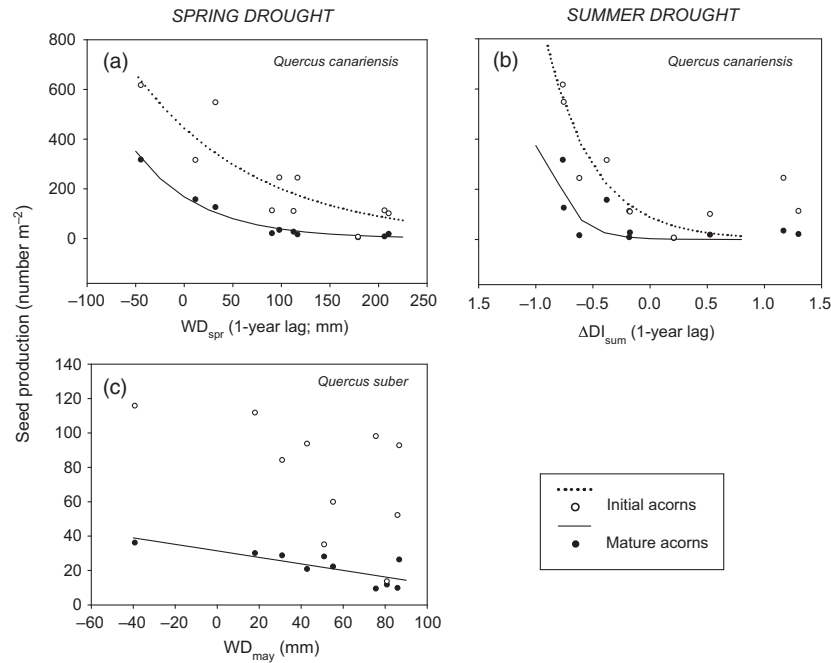 SPRING DROUGHT
SUMMER DROUGHT
Seed production (number m–2)
800
600
400
200
0
(a)
Quercus canariensis
–100 –50 0 50 100 150 200 250
WDspr (1-year lag; mm)
(b)
Quercus canariensis
1.5 –1.0 –0.5 0.0 0.5 1.0 1.5
ΔDIsum (1-year lag)
140
120
100
80
60
40
20
0
(c)
Quercus suber
–60 –40 –20 0 20 40 60 80 100
WDmay (mm)
Initial acorns
Mature acorns